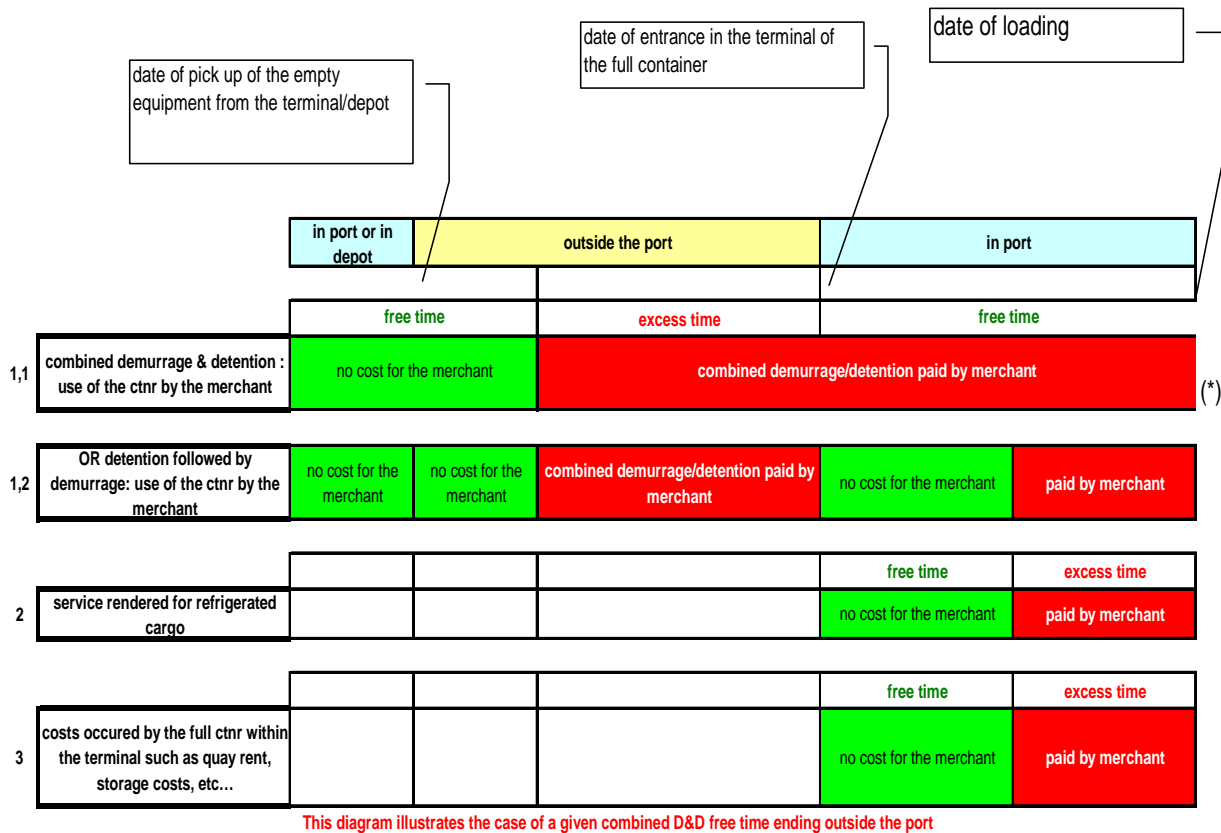 date of loading
date of entrance in the terminal of
the full container
date of pick up of the empty
equipment from the terminal/depot
in port or in
depot
outside the port
in port
free time
excess time
free time
1,1
combined demurrage & detention :
use of the ctnr by the merchant
no cost for the merchant
combined demurrage/detention paid by merchant
(*)
1,2
OR detention followed by
demurrage: use of the ctnr by the
merchant
no cost for the
merchant
no cost for the
merchant
combined demurrage/detention paid by
merchant
no cost for the merchant
paid by merchant
free time
excess time
2
service rendered for refrigerated
cargo
no cost for the merchant
paid by merchant
free time
excess time
3
costs occured by the full ctnr within
the terminal such as quay rent,
storage costs, etc…
no cost for the merchant
paid by merchant
This diagram illustrates the case of a given combined D&D free time ending outside the port